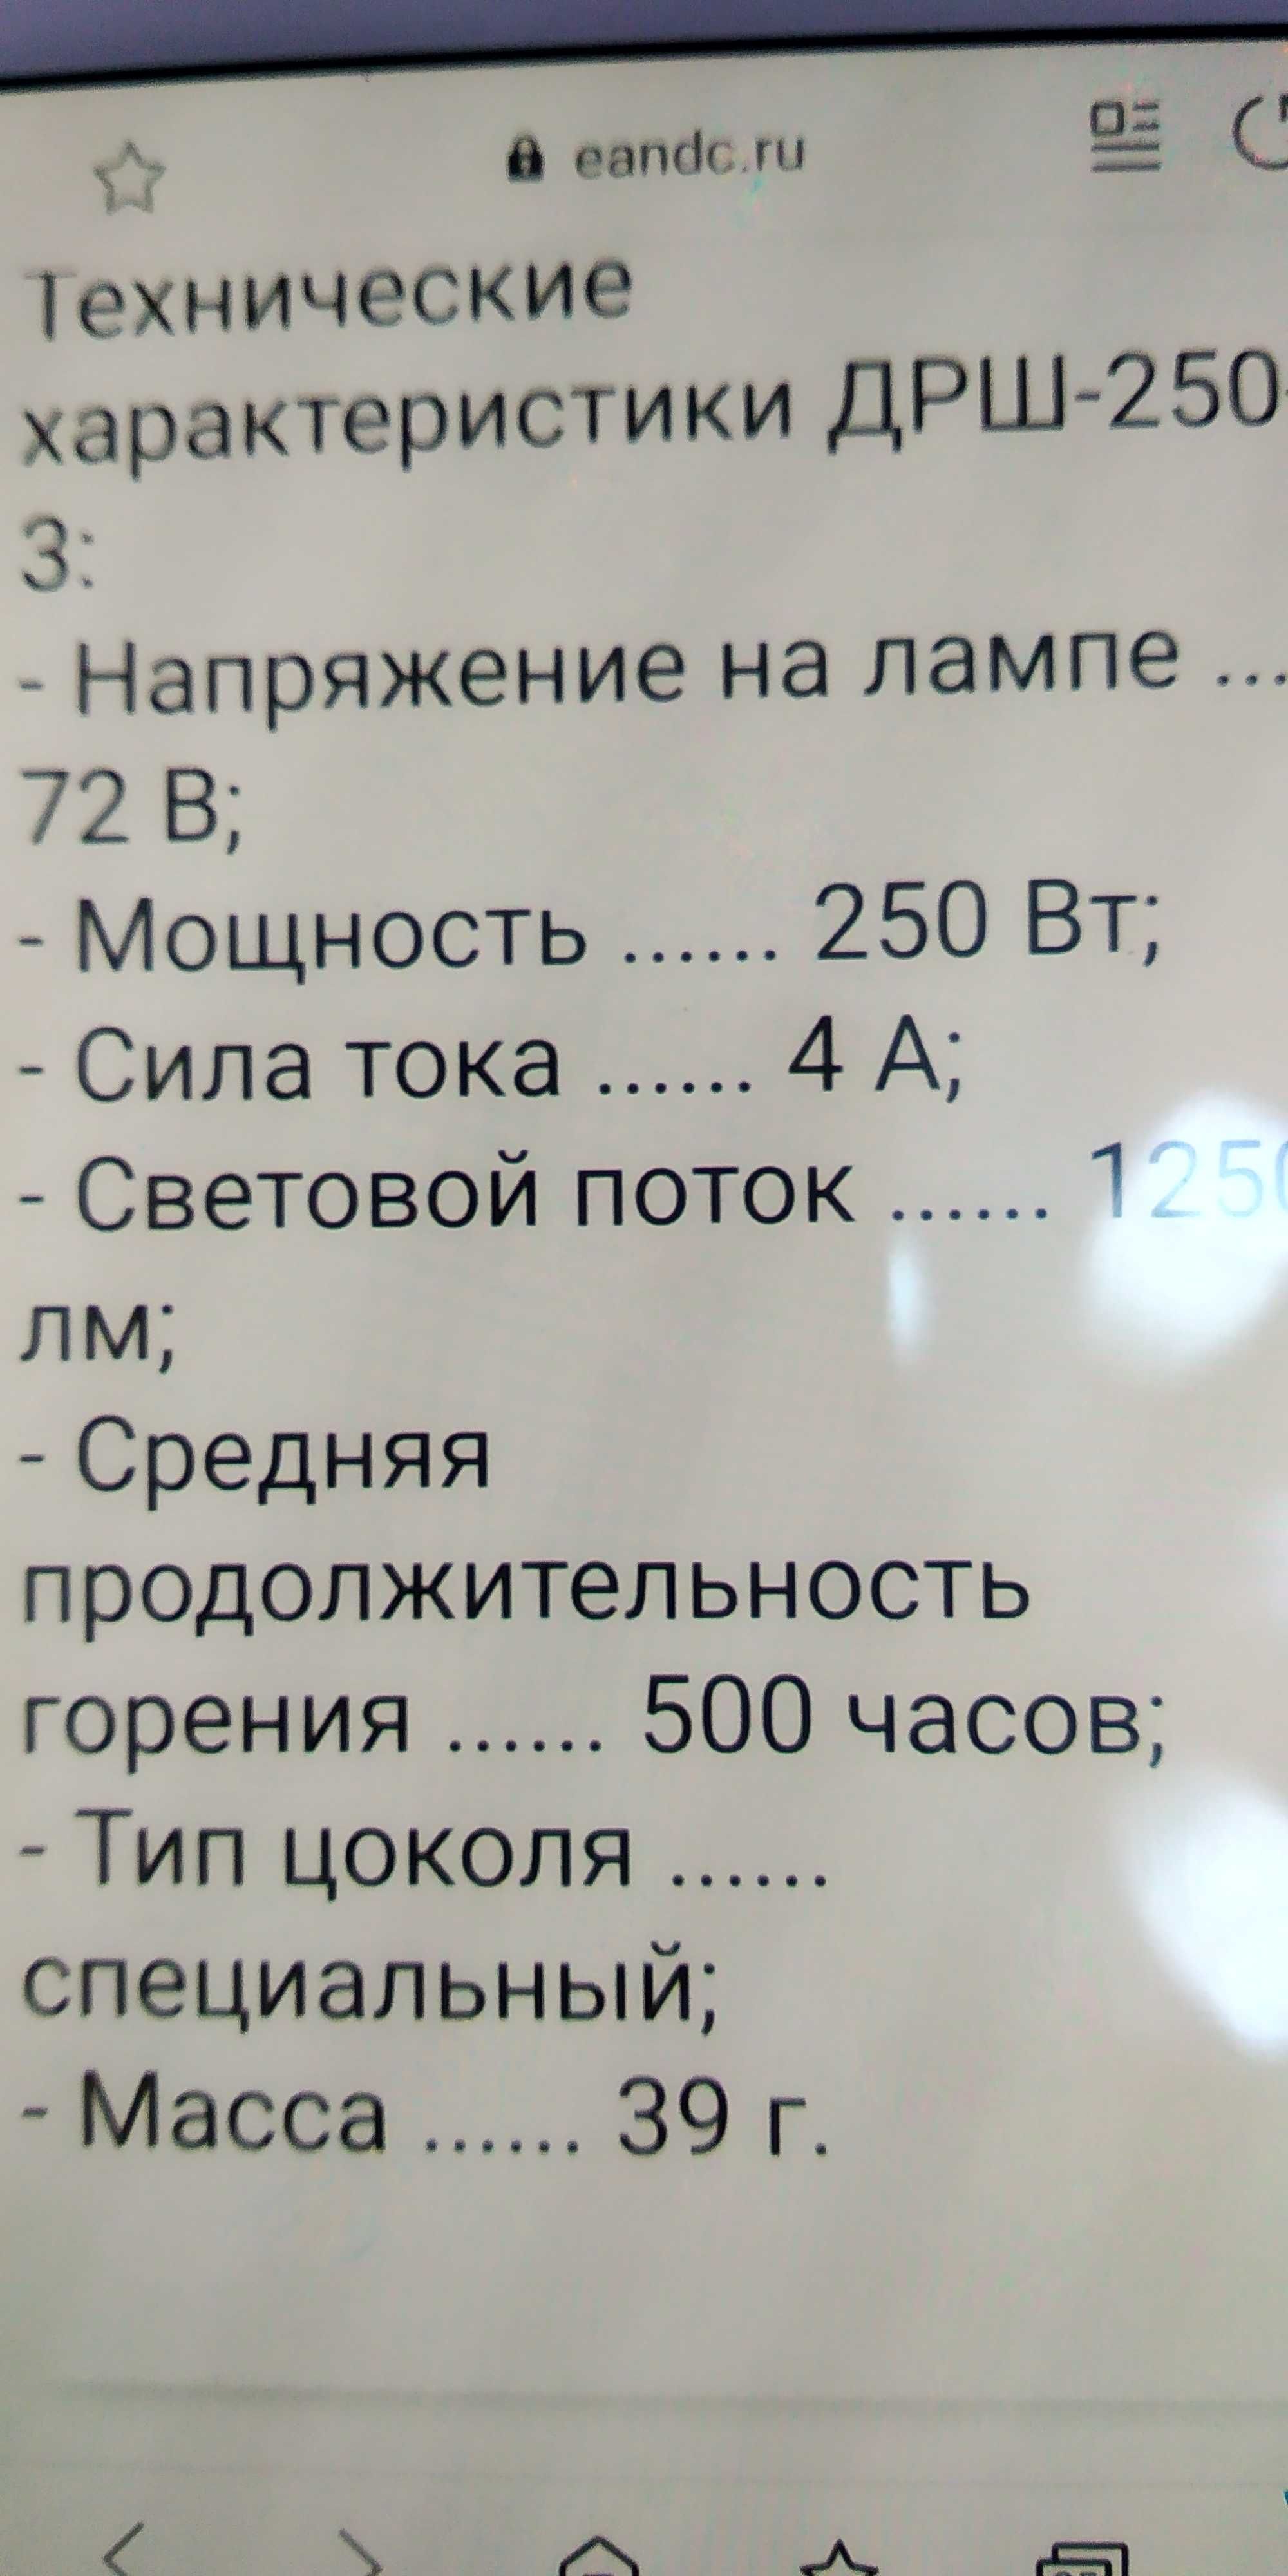 eandc.ru
Технические
характеристики ДРШ-250-
3:
- Напряжение на лампе ...
72 В;
- Мощность ...... 250 Вт;
- Сила тока ...... 4 А;
- Световой поток ......
лм;
- Средняя
продолжительность
горения ...... 500 часов;
- Тип цоколя ......
специальный;
- Масса ...... 39 г.